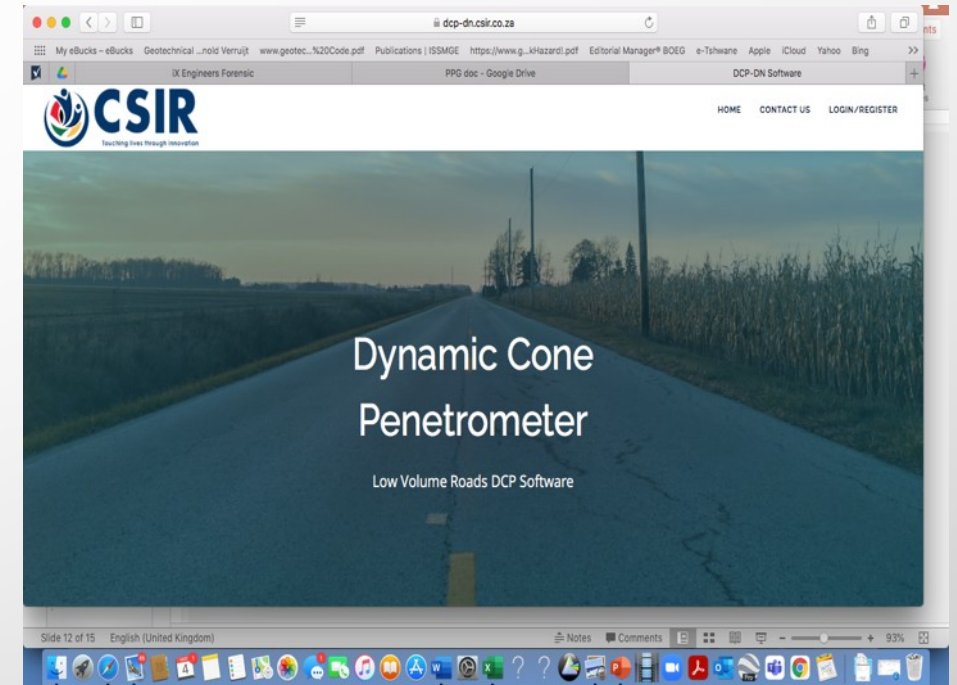 dcp-dn.csir.co.za
My eBucks – eBucks Geotechnical ...nold Verruijt www.geotec...%20Code.pdf Publications | ISSMGE https://www.g...kHazardl.pdf Editorial Manager® BOEG e-Tshwane Apple iCloud Yahoo Bing >>
iX Engineers Forensic PPG doc - Google Drive DCP-DN Software +
CSIR
Touching lives through innovation
HOME CONTACT US LOGIN/REGISTER
Dynamic Cone
Penetrometer
Low Volume Roads DCP Software
Slide 12 of 15 English (United Kingdom) Notes Comments 93%